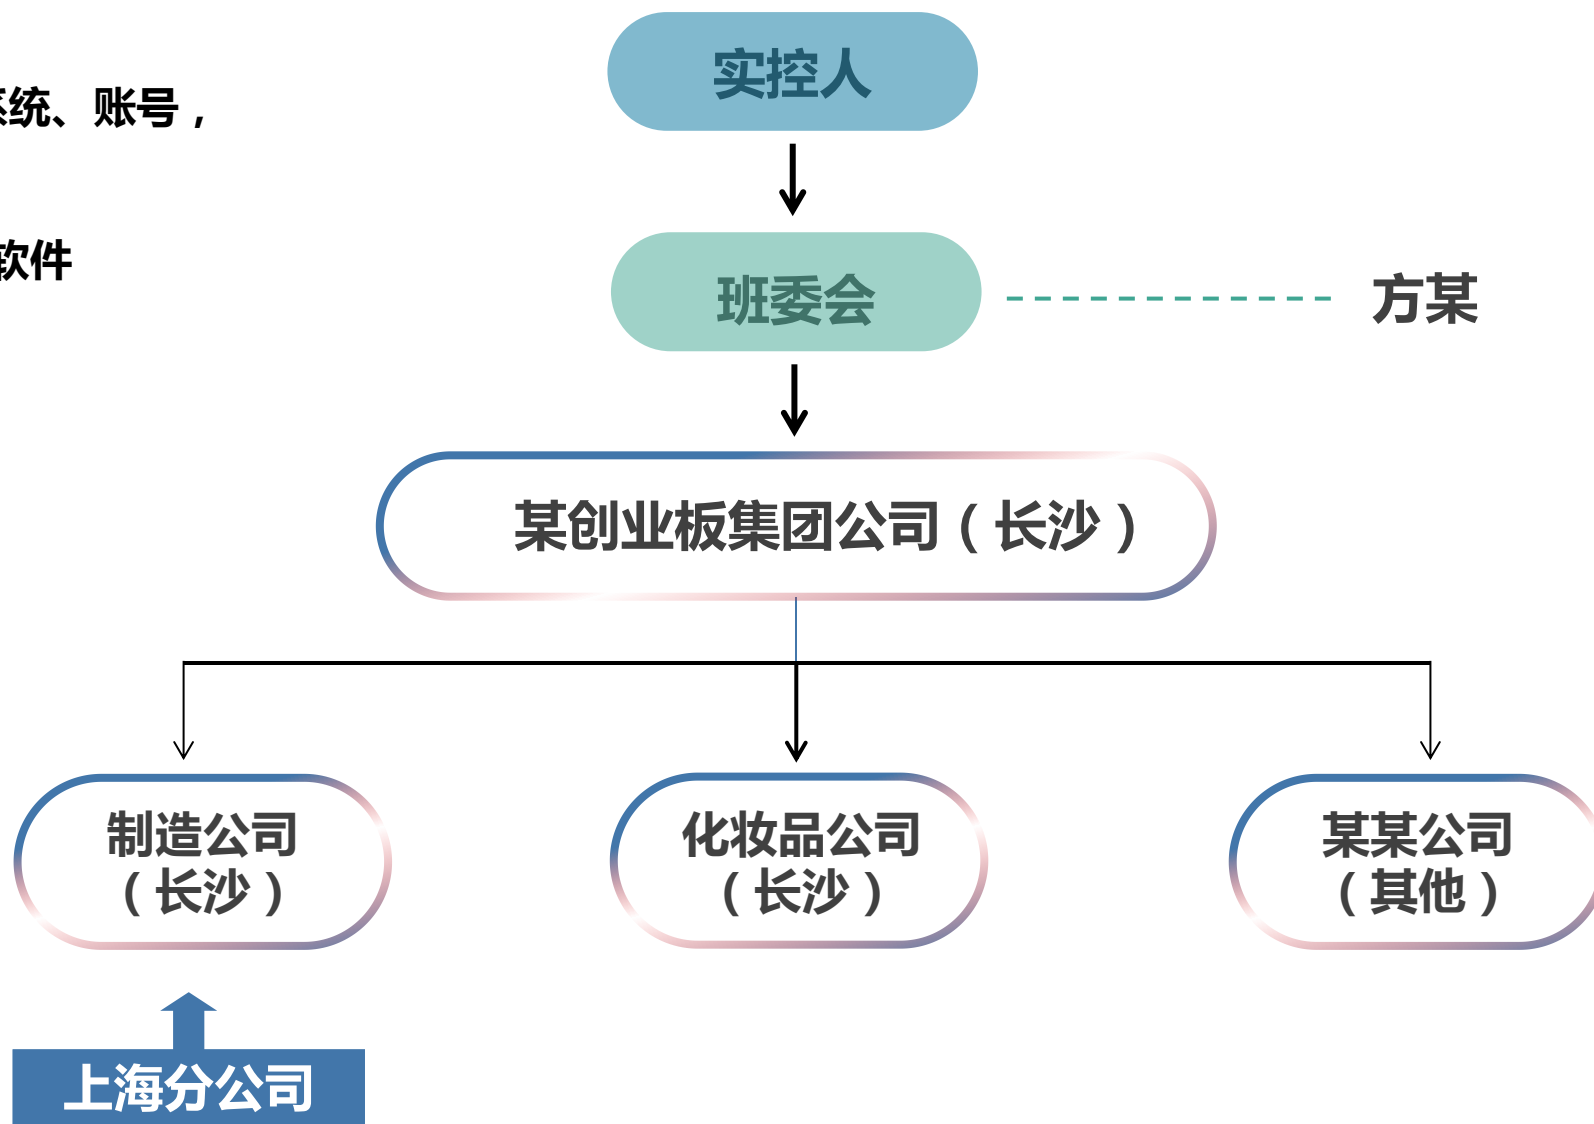 实控人
系统、账号，
软件
班委会
方某
某创业板集团公司（长沙）
制造公司
（长沙）
化妆品公司
（长沙）
某某公司
（其他）
上海分公司